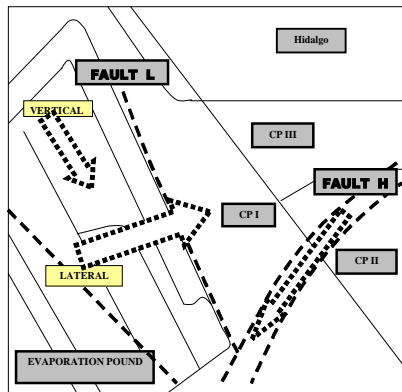 Hidalgo
FAULT L
VERTICAL
CP III
FAULT H
CP I
CP II
LATERAL
EVAPORATION POUND